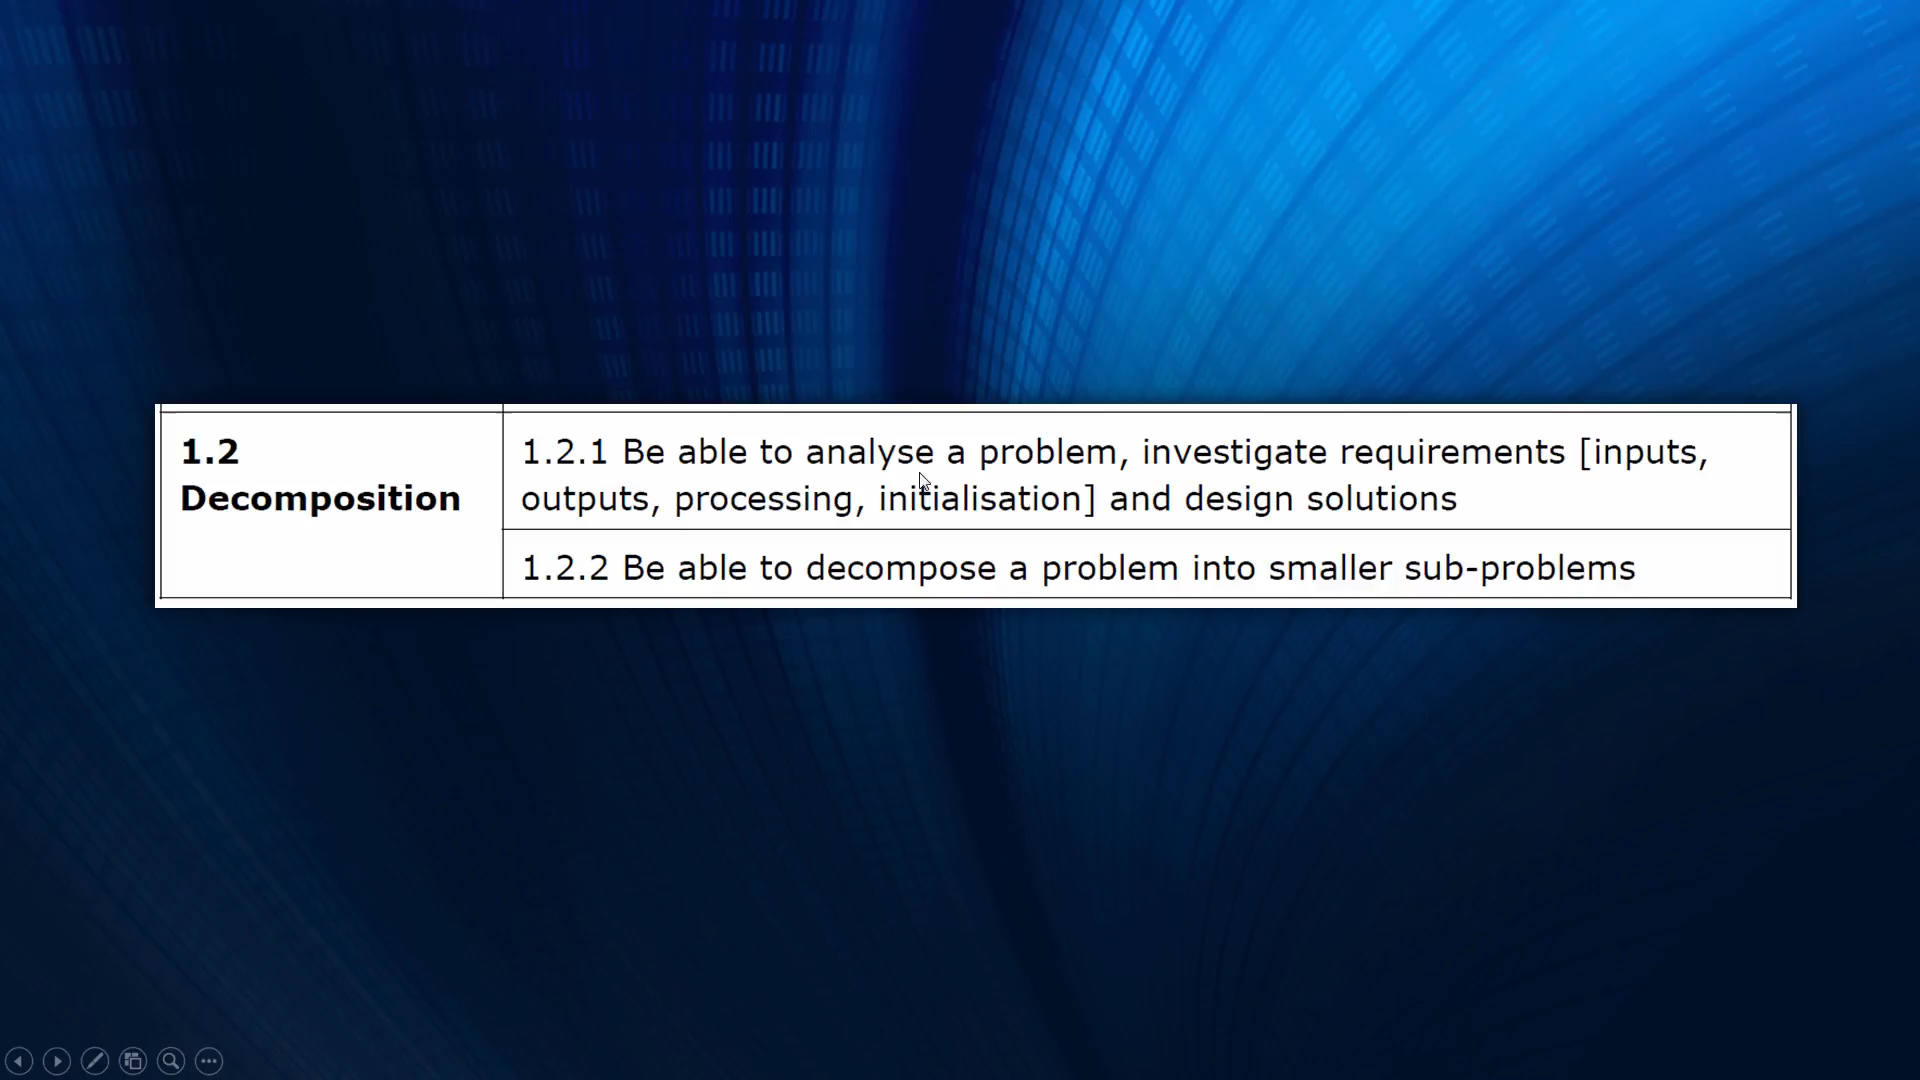 1.2
Decomposition
1.2.1 Be able to analyse a problem, investigate requirements [inputs,
outputs, processing, initialisation] and design solutions
1.2.2 Be able to decompose a problem into smaller sub-problems